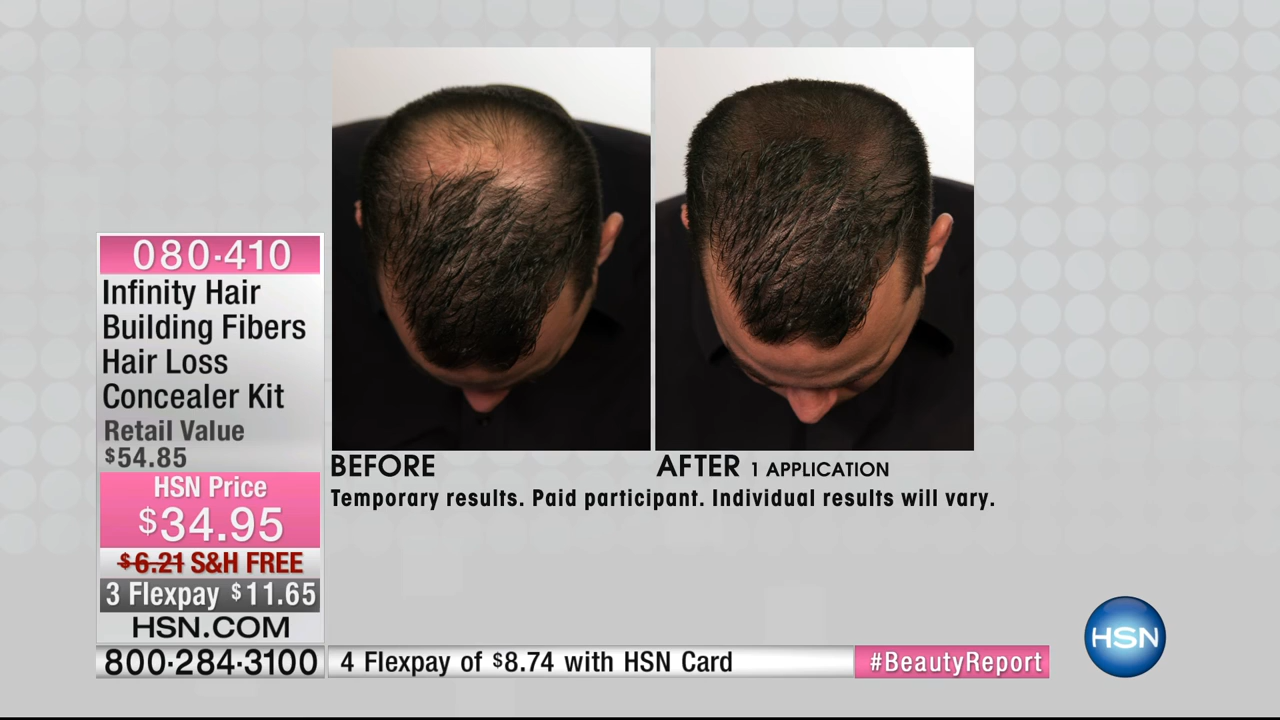 080·410
Infinity Hair
Building Fibers
Hair Loss
Concealer Kit
Retail Value
$54.85
HSN Price
$34.95
$6.21 S&H FREE
3 Flexpay $11.65
HSN.COM
800·284·3100
BEFORE
AFTER 1 APPLICATION
Temporary results. Paid participant. Individual results will vary.
4 Flexpay of $8.74 with HSN Card
#BeautyReport
HSN